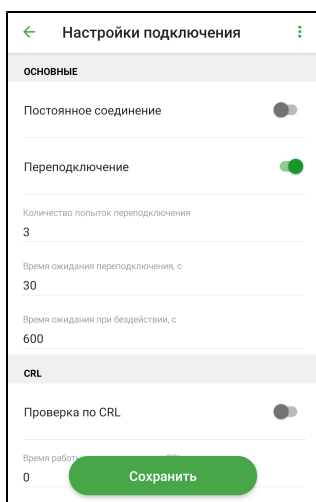 Настройки подключения
ОСНОВНЫЕ
Постоянное соединение
Переподключение
Количество попыток переподключения
3
Время ожидания переподключения, с
30
Время ожидания при бездействии, с
600
CRL
Проверка по CRL
Время
0
Сохранить